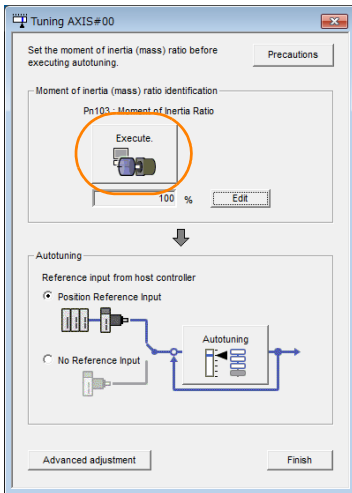 Tuning AXIS#00
Set the moment of inertia (mass) ratio before
executing autotuning.
Precautions
Moment of inertia (mass) ratio identification
Pn103 : Moment of Inertia Ratio
Execute.
100 % Edit
Autotuning
Reference input from host controller
Position Reference Input
Autotuning
No Reference Input
Advanced adjustment
Finish